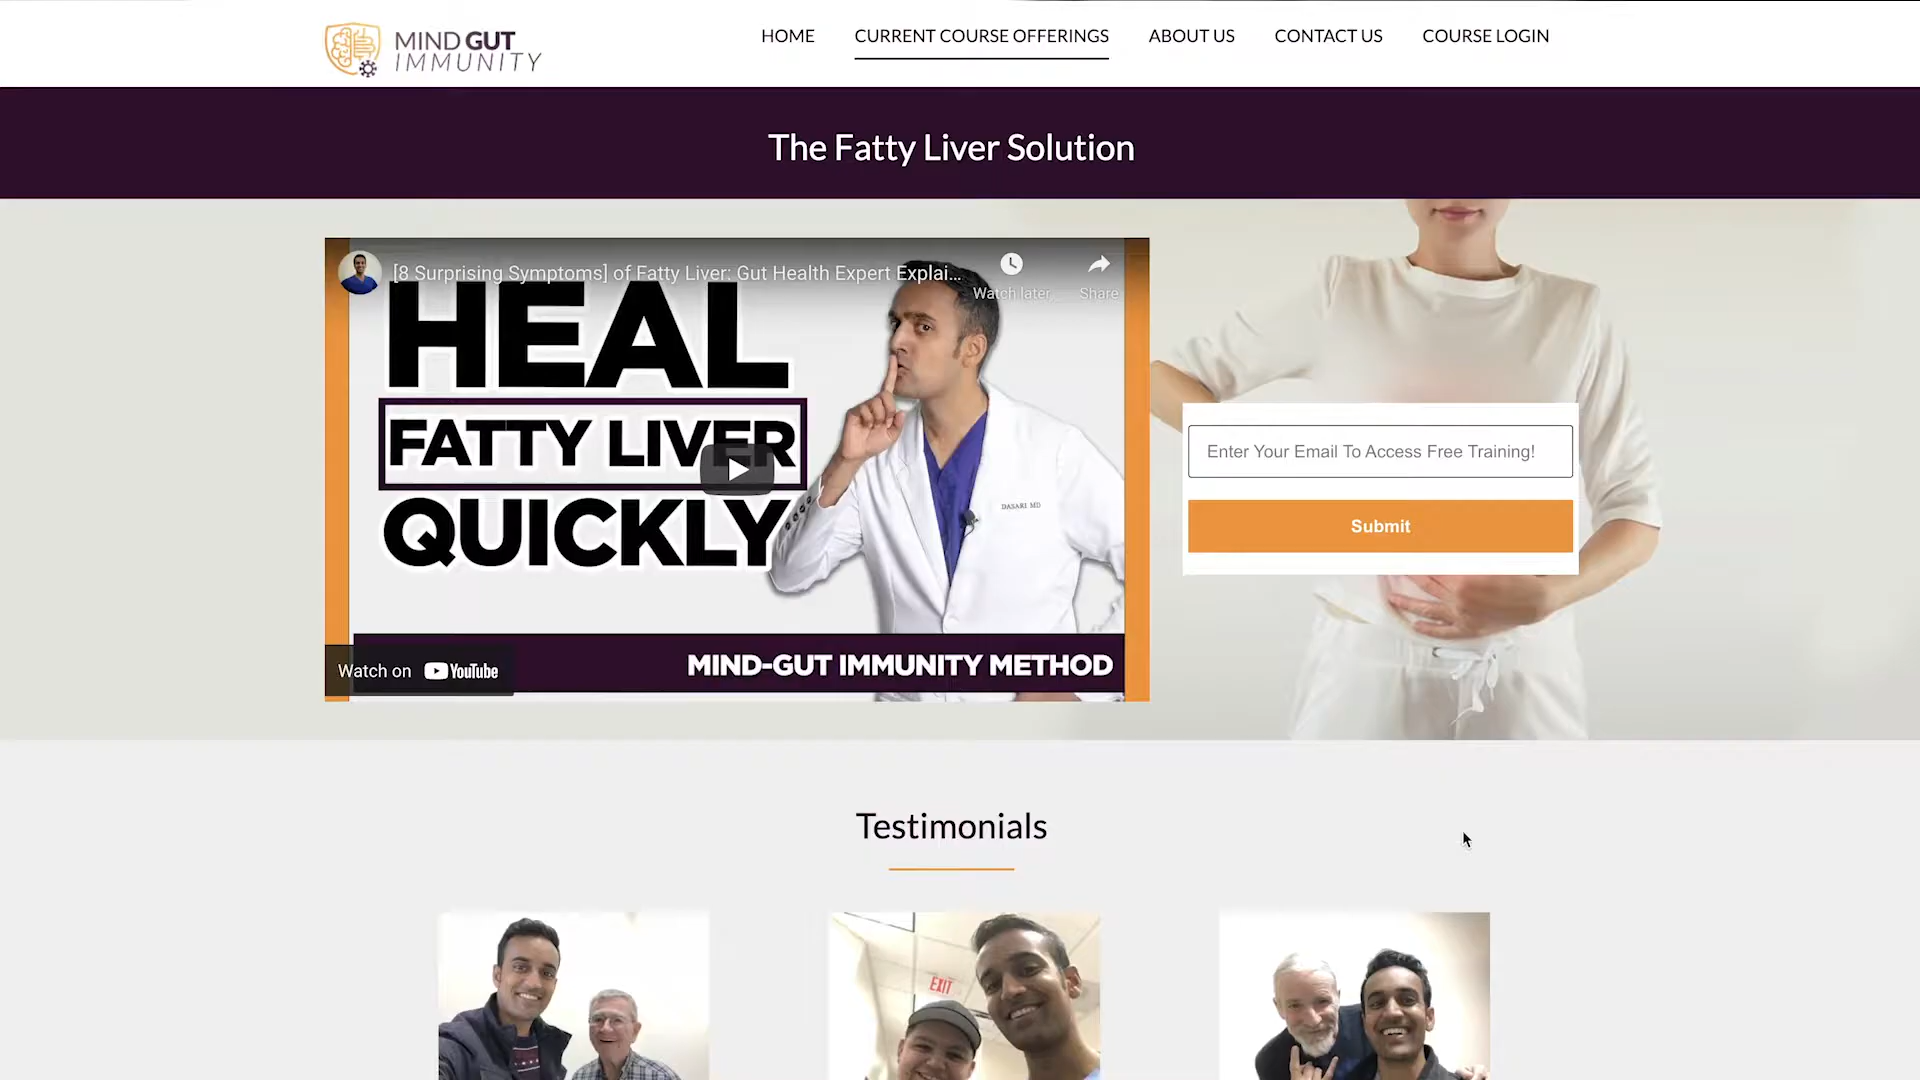 MIND GUT
IMMUNITY
HOME
CURRENT COURSE OFFERINGS
ABOUT US
CONTACT US
COURSE LOGIN
The Fatty Liver Solution
[8 Surprising Symptoms] of Fatty Liver: Gut Health Expert Explai...
Watch later
Share
HEAL
FATTY LIVER
QUICKLY
DASARI MD
MIND-GUT IMMUNITY METHOD
Watch on YouTube
Enter Your Email To Access Free Training!
Submit
Testimonials
EXIT